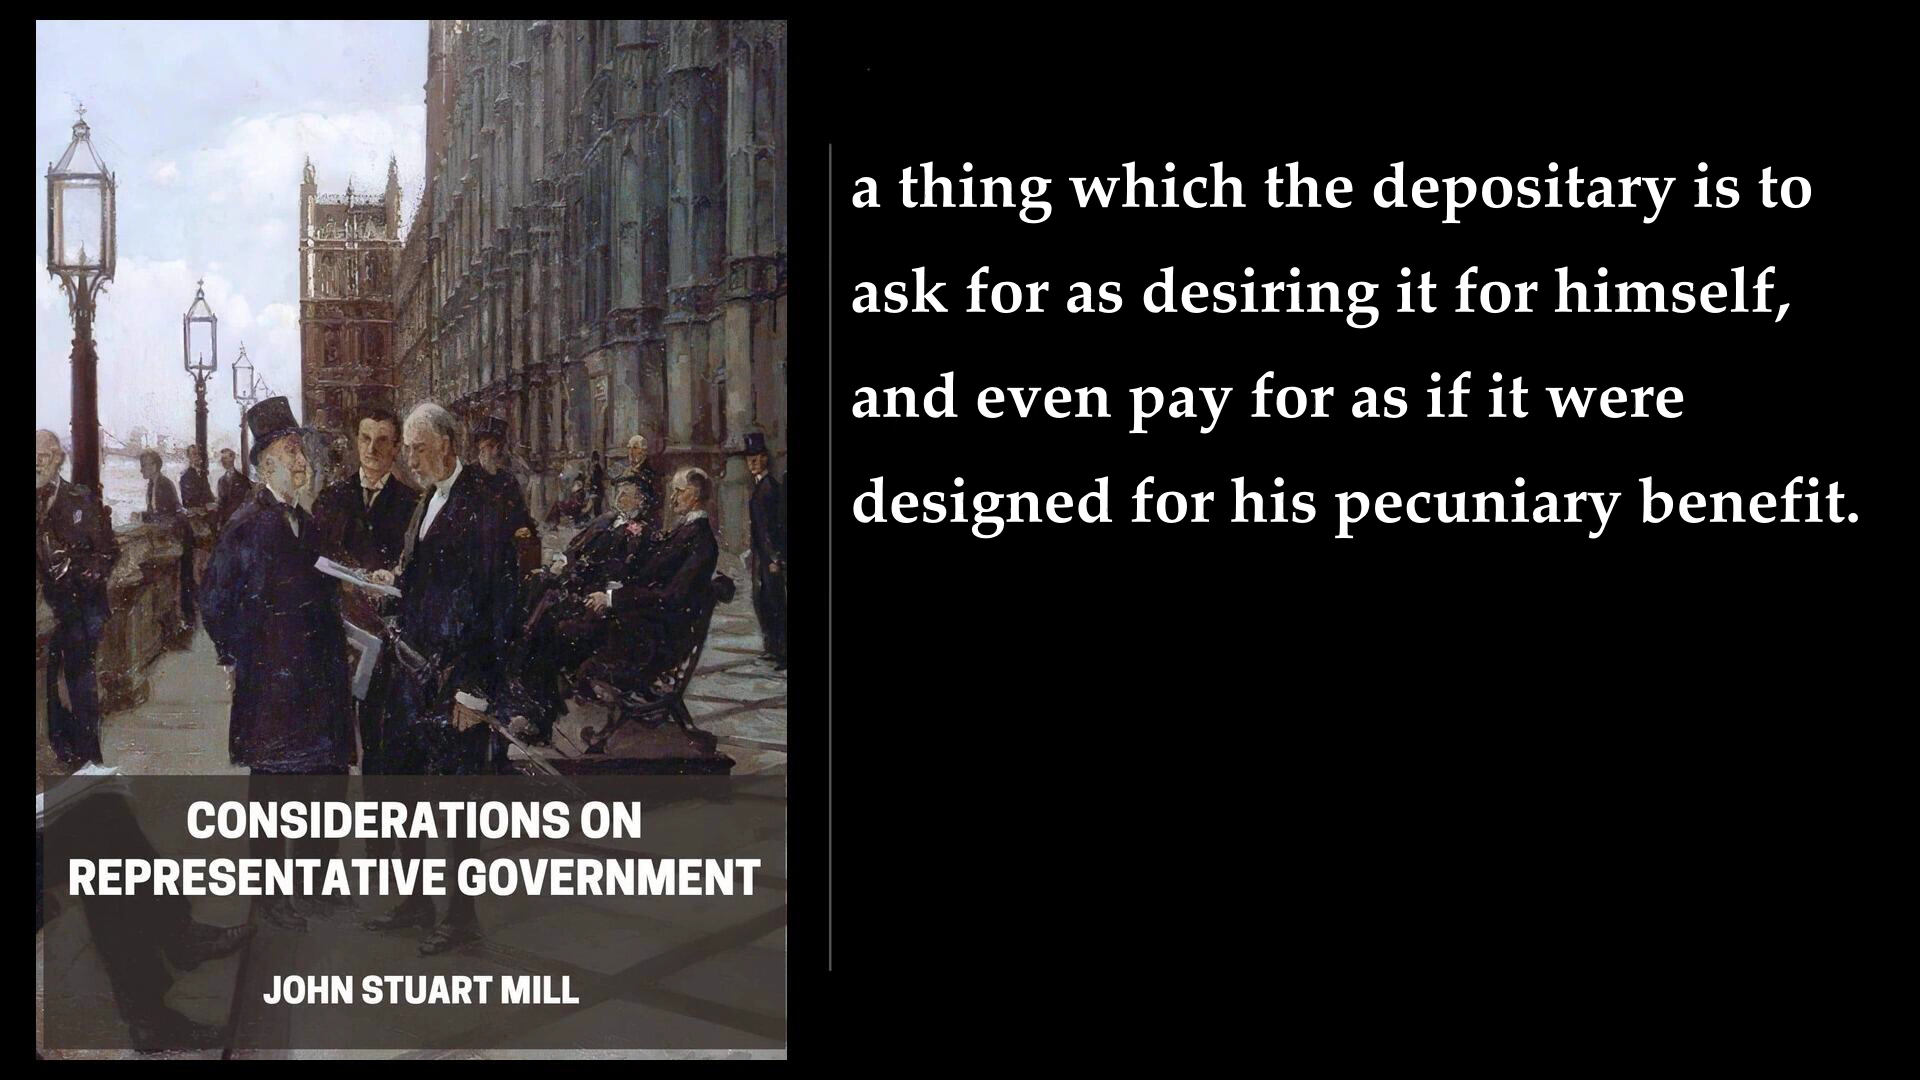 a thing which the depositary is to
ask for as desiring it for himself,
and even pay for as if it were
designed for his pecuniary benefit.
CONSIDERATIONS ON
REPRESENTATIVE GOVERNMENT
JOHN STUART MILL